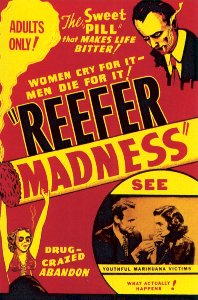 ADULTS
ONLY!
The Sweet
"PILL"
that MAKES LIFE
BITTER!
WOMEN CRY FOR IT—
MEN DIE FOR IT!
"REEFER
MADNESS"
SEE
DRUG-
CRAZED
ABANDON
YOUTHFUL MARIHUANA VICTIMS
WHAT ACTUALLY
HAPPENS!